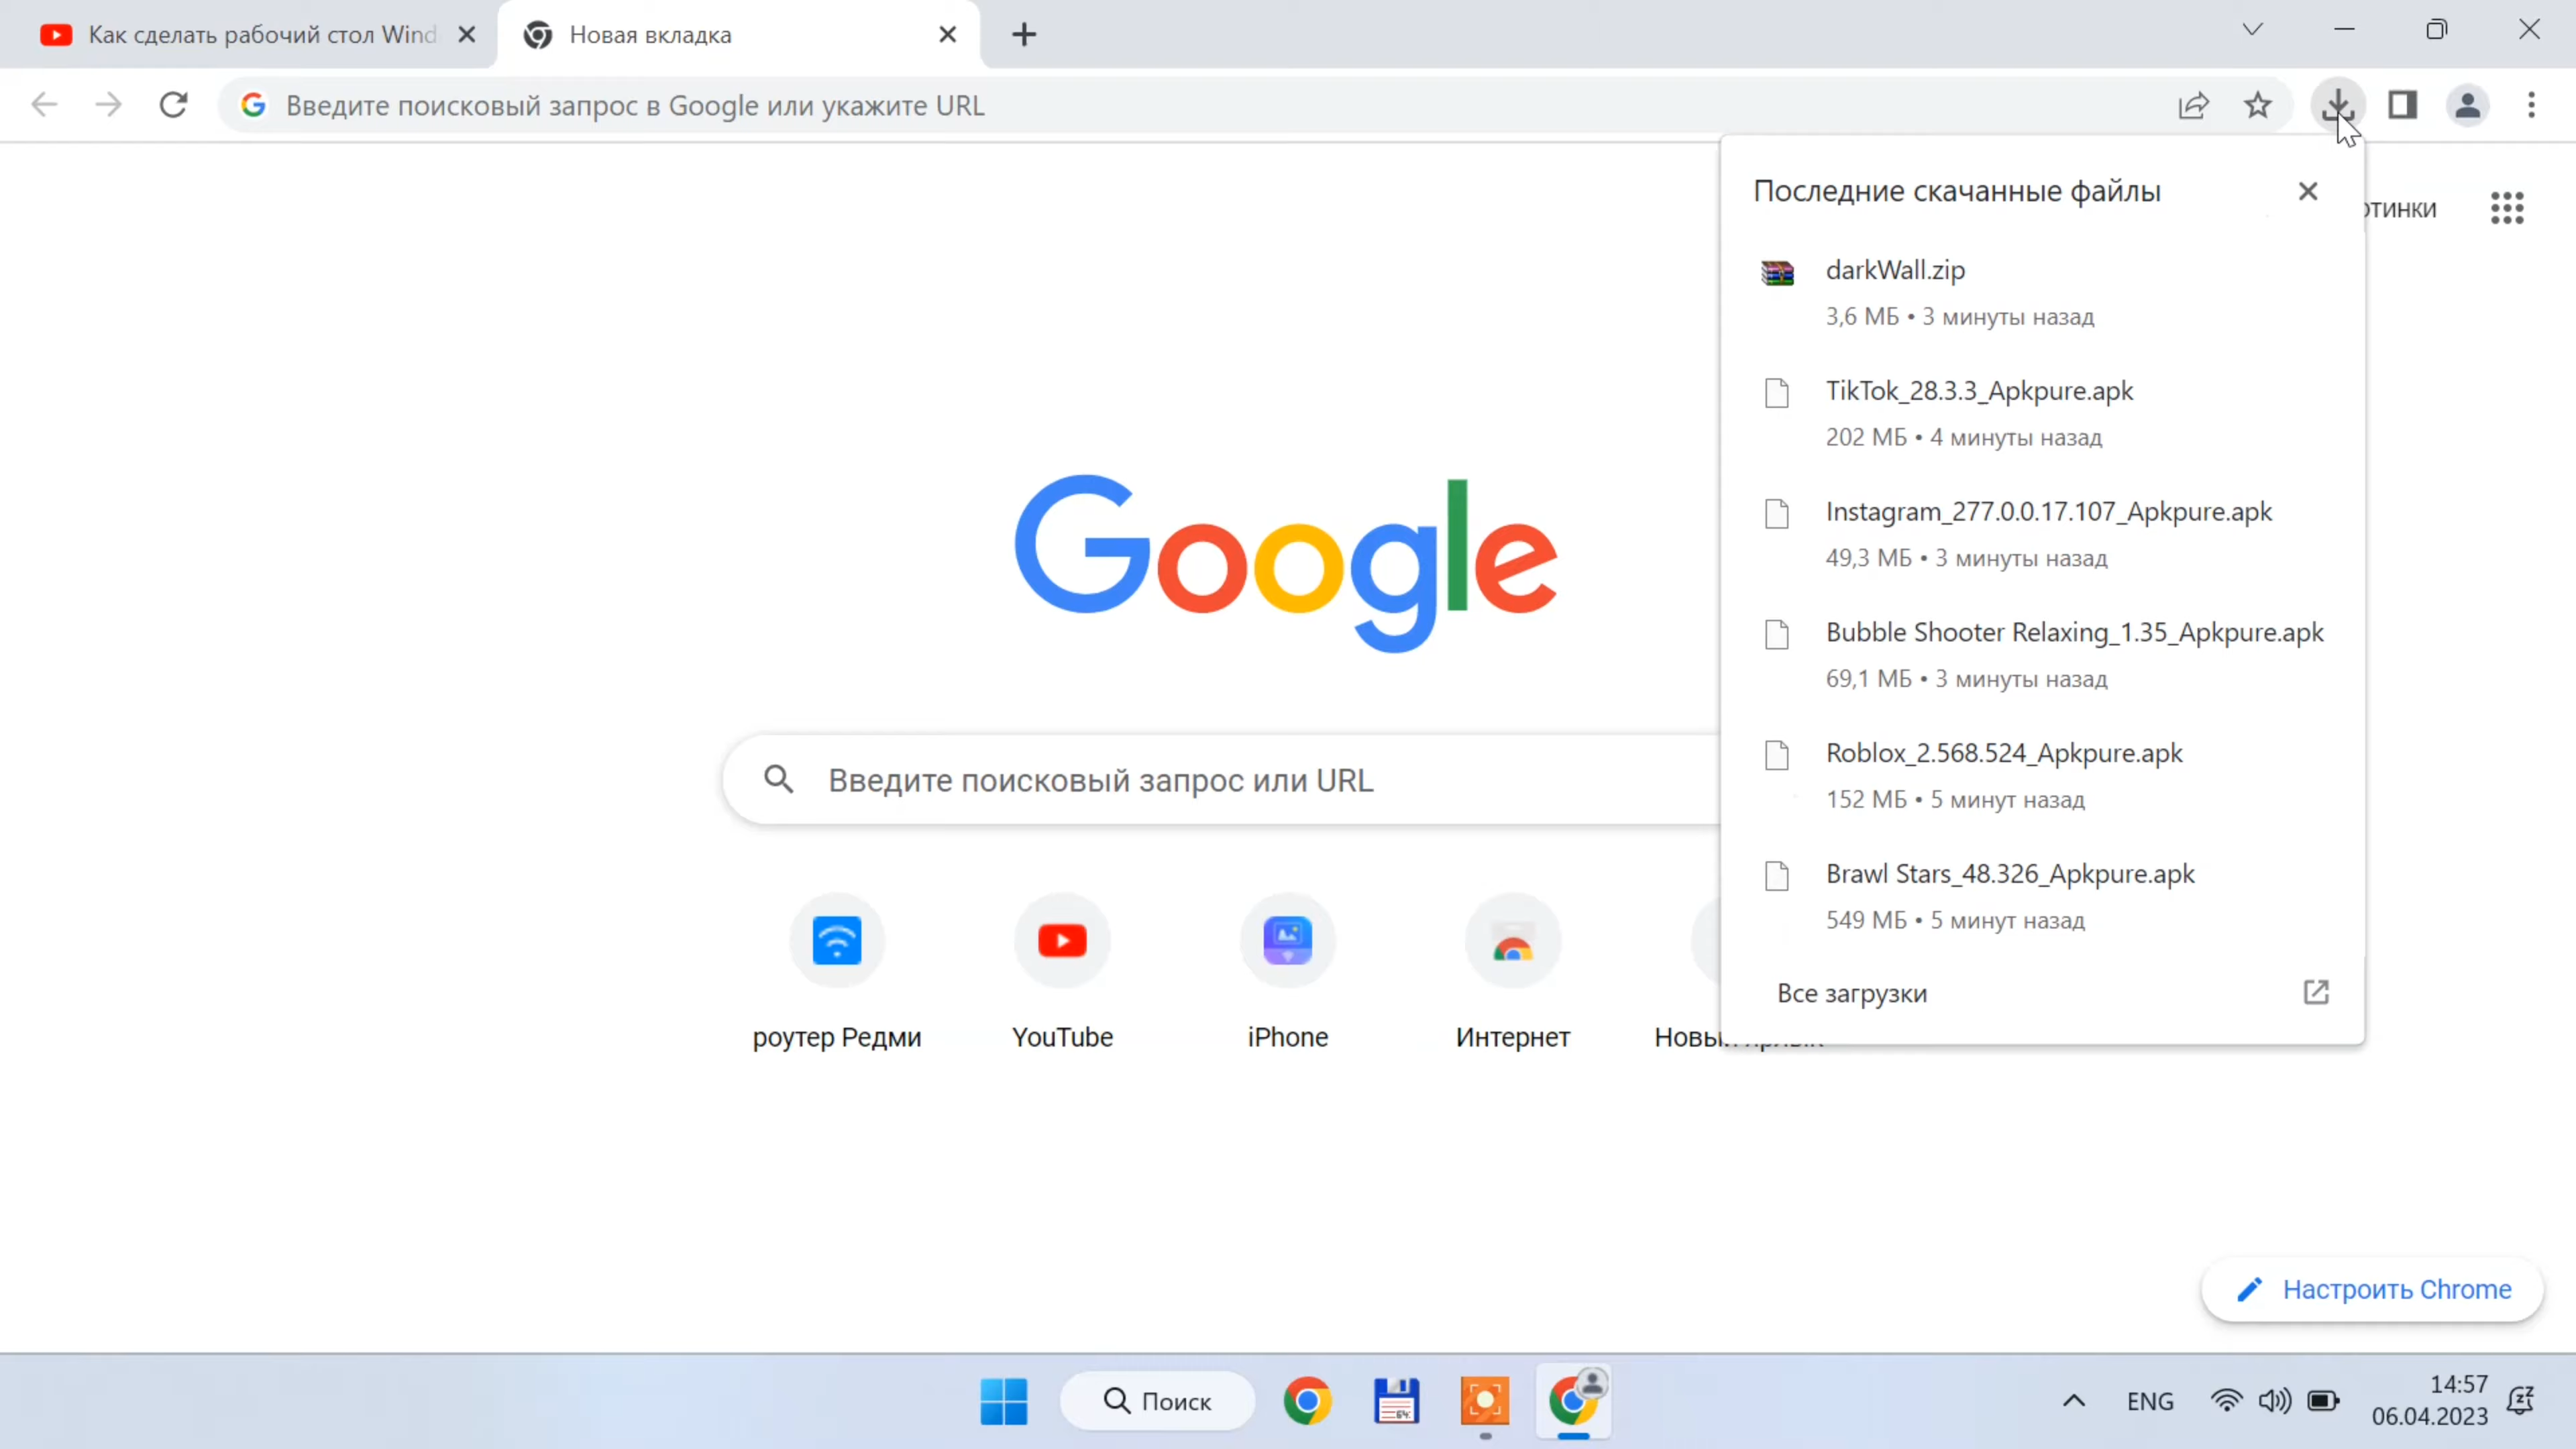 Как сделать рабочий стол Wind
Новая вкладка
Введите поисковый запрос в Google или укажите URL
Последние скачанные файлы
darkWall.zip
3,6 МБ • 3 минуты назад
TikTok_28.3.3_Apkpure.apk
202 МБ • 4 минуты назад
Instagram_277.0.0.17.107_Apkpure.apk
49,3 МБ • 3 минуты назад
Bubble Shooter Relaxing_1.35_Apkpure.apk
69,1 МБ • 3 минуты назад
Roblox_2.568.524_Apkpure.apk
152 МБ • 5 минут назад
Brawl Stars_48.326_Apkpure.apk
549 МБ • 5 минут назад
Все загрузки
тинки
Google
Введите поисковый запрос или URL
роутер Редми
YouTube
iPhone
Интернет
Настроить Chrome
Поиск
64
ENG
14:57
06.04.2023